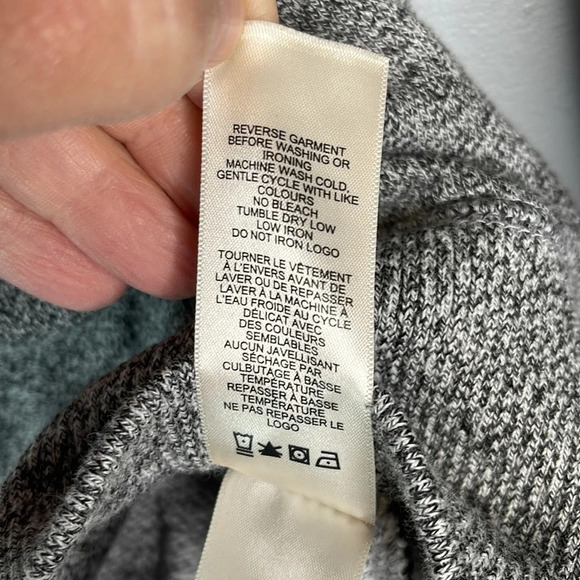 REVERSE GARMENT
BEFORE WASHING OR
IRONING
MACHINE WASH COLD,
GENTLE CYCLE WITH LIKE
COLOURS
NO BLEACH
TUMBLE DRY LOW
LOW IRON
DO NOT IRON LOGO
TOURNER LE VÊTEMENT
À L'ENVERS AVANT DE
LAVER OU DE REPASSER
LAVER À LA MACHINE À
L'EAU FROIDE AU CYCLE
DÉLICAT AVEC
DES COULEURS
SEMBLABLES
AUCUN JAVELLISANT
SÉCHAGE PAR
CULBUTAGE À BASSE
TEMPÉRATURE
REPASSER À BASSE
TEMPÉRATURE
NE PAS REPASSER LE
LOGO